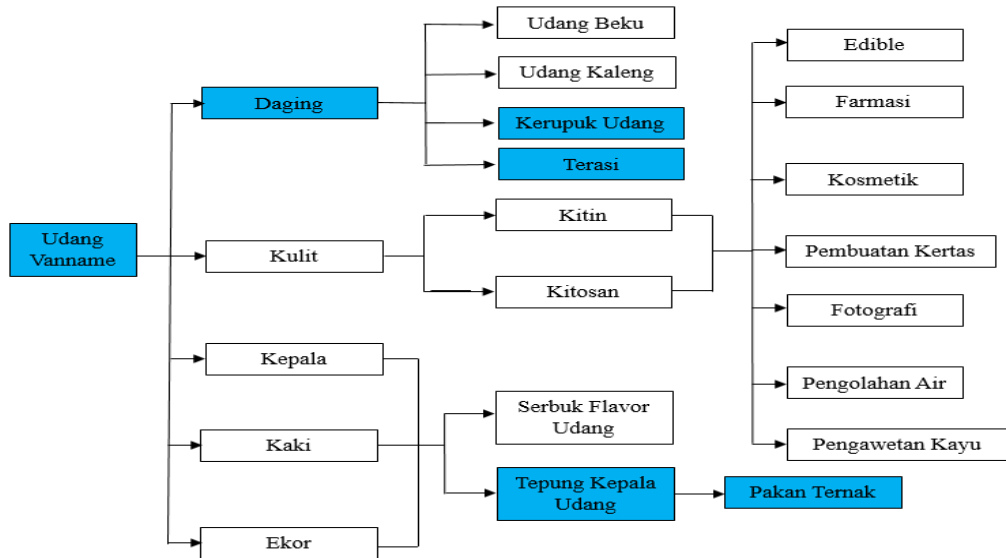 Udang
Vanname
Daging
Kulit
Kepala
Kaki
Ekor
Udang Beku
Udang Kaleng
Kerupuk Udang
Terasi
Kitin
Kitosan
Serbuk Flavor
Udang
Tepung Kepala
Udang
Edible
Farmasi
Kosmetik
Pembuatan Kertas
Fotografi
Pengolahan Air
Pengawetan Kayu
Pakan Ternak